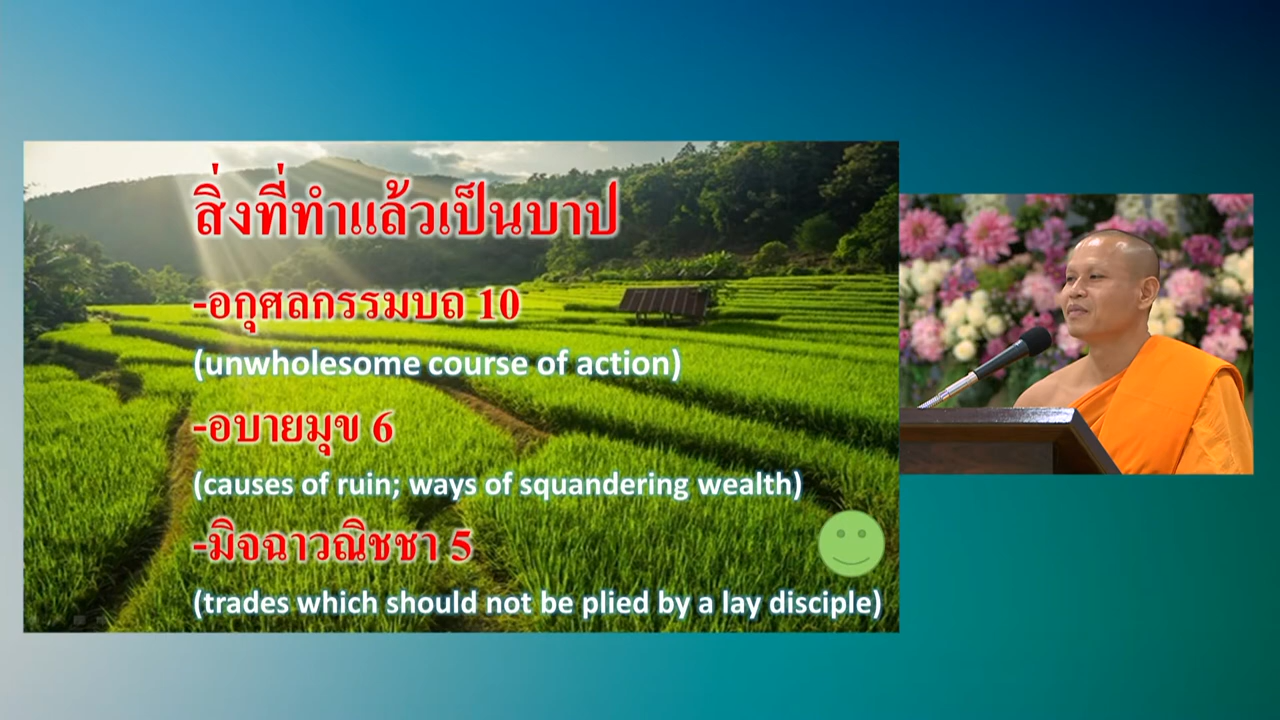 สิ่งที่ทำแล้วเป็นบาป
-อกุศลกรรมบถ 10
(unwholesome course of action)
-อบายมุข 6
(causes of ruin; ways of squandering wealth)
-มิจฉาวณิชชา 5
(trades which should not be plied by a lay disciple)